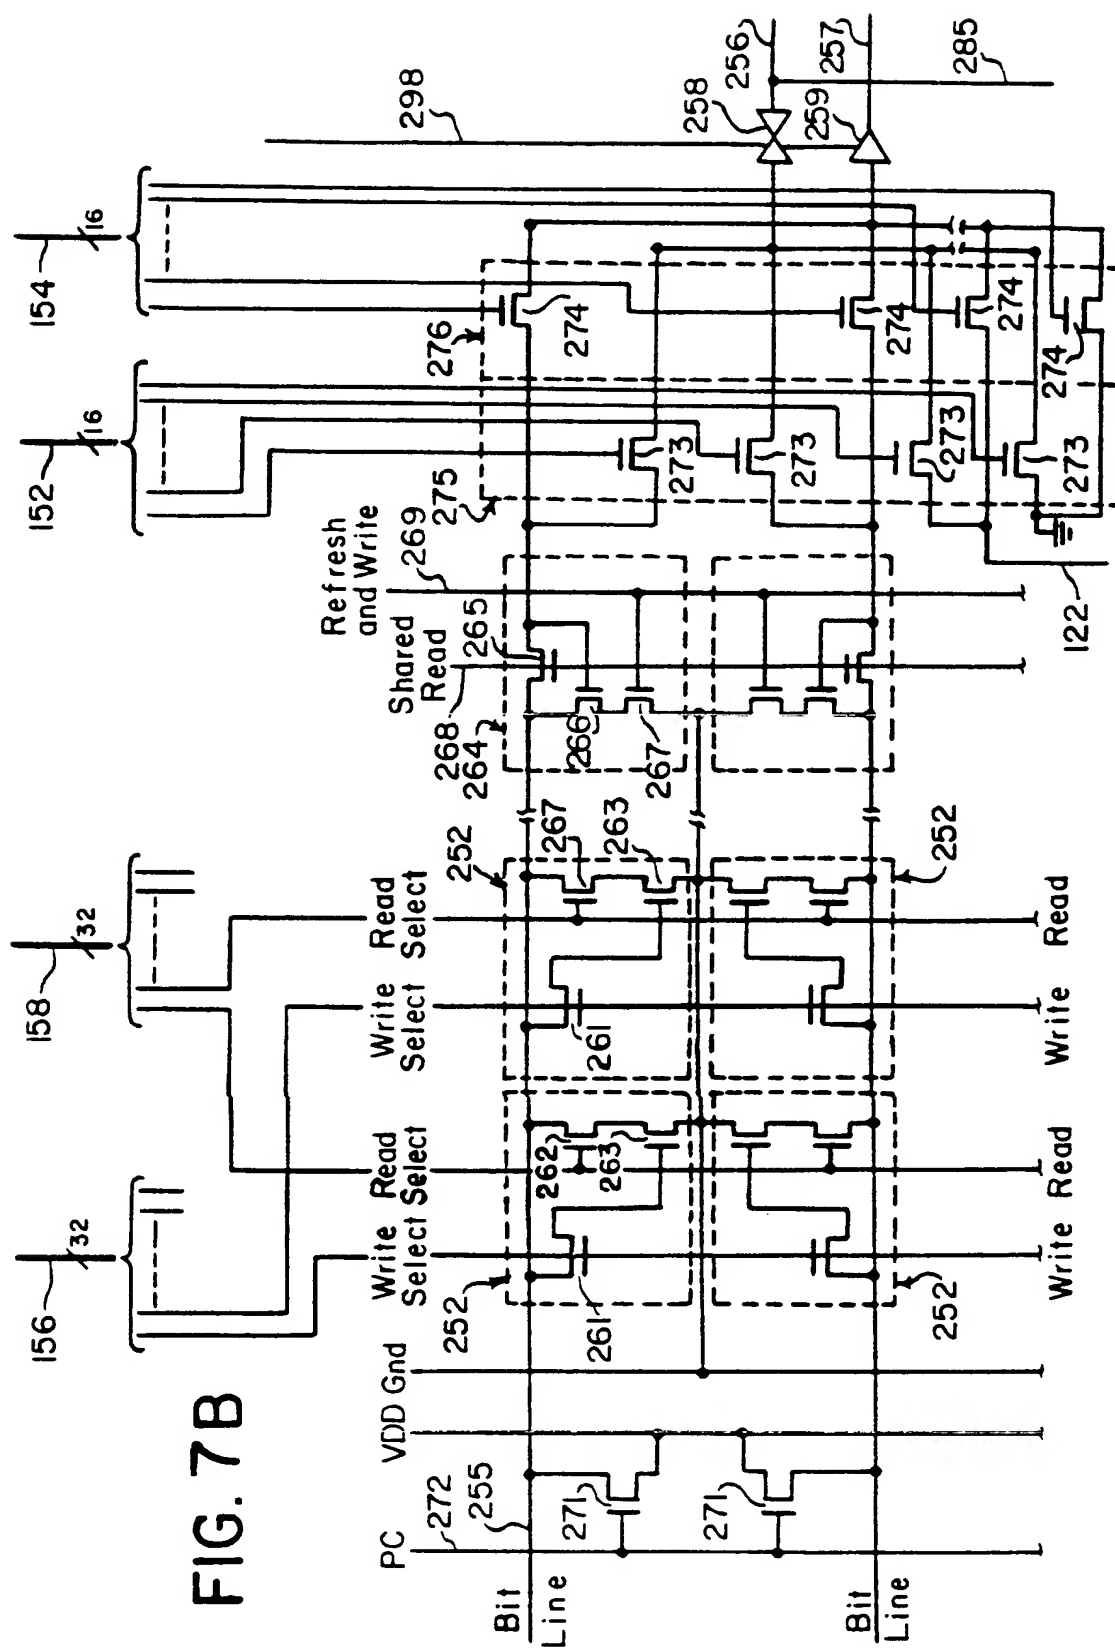 FIG. 7B
156
32
158
32
152
16
154
16
298
PC
272
255
VDD
Gnd
Write
Select
Read
Select
Write
Select
Read
Select
Shared
Read
Refresh
and Write
268
264
265
269
275
276
252
252
261
262
263
261
267
263
266
267
271
271
273
273
273
273
274
274
274
274
258
256
259
257
285
252
252
122
Bit
Line
Bit
Line
Write
Read
Write
Read